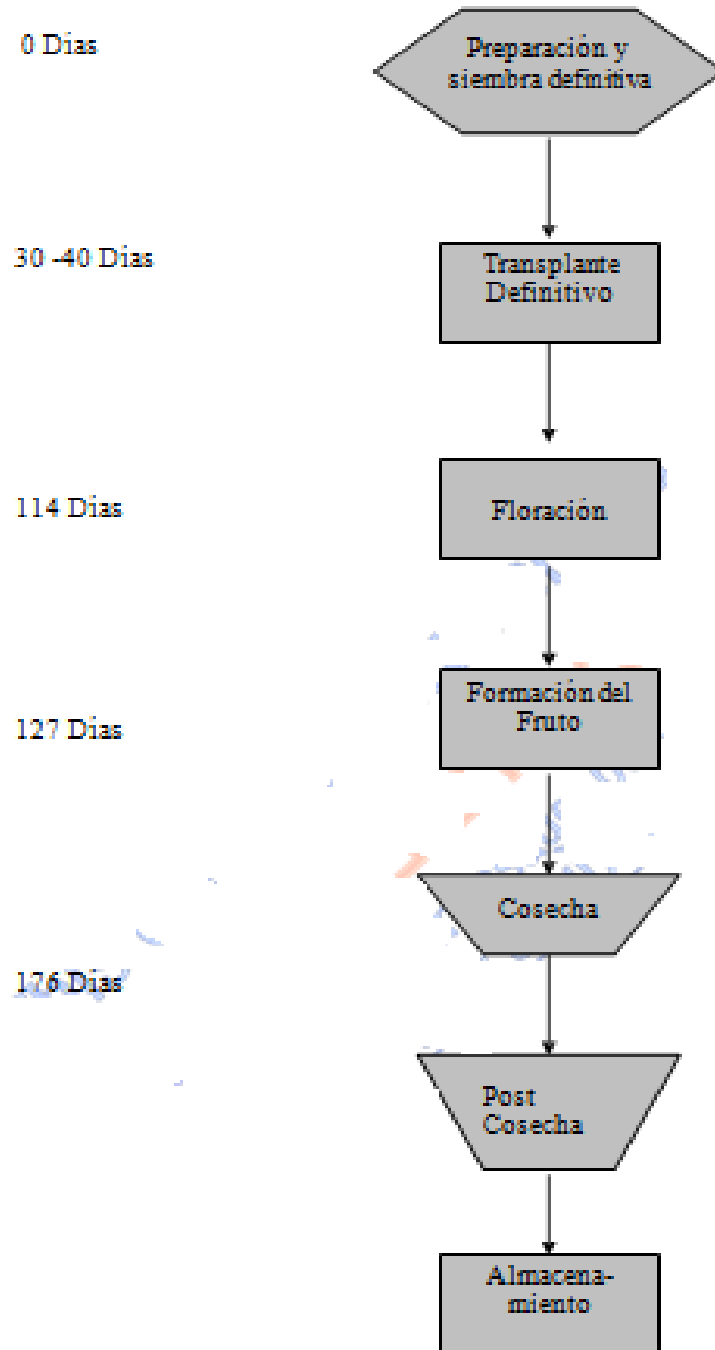 0 Dias
Preparación y
siembra definitiva
30 -40 Dias
Transplante
Definitivo
114 Dias
Floración
127 Dias
Formación del
Fruto
Cosecha
176 Dias
Post
Cosecha
Almacena-
miento